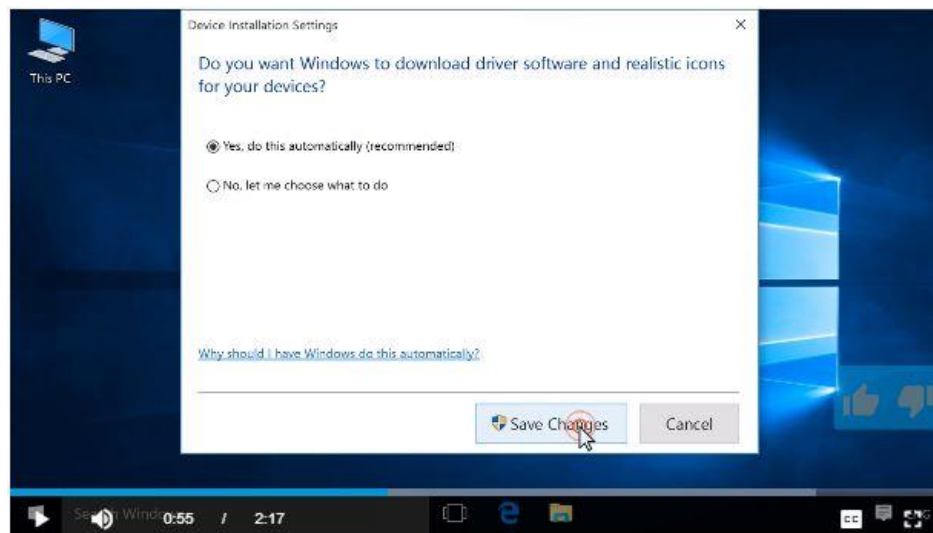 Device Installation Settings
This PC
Do you want Windows to download driver software and realistic icons
for your devices?
Yes, do this automatically (recommended)
No, let me choose what to do
Why should I have Windows do this automatically?
Save Changes
Cancel
0:55 / 2:17
CC